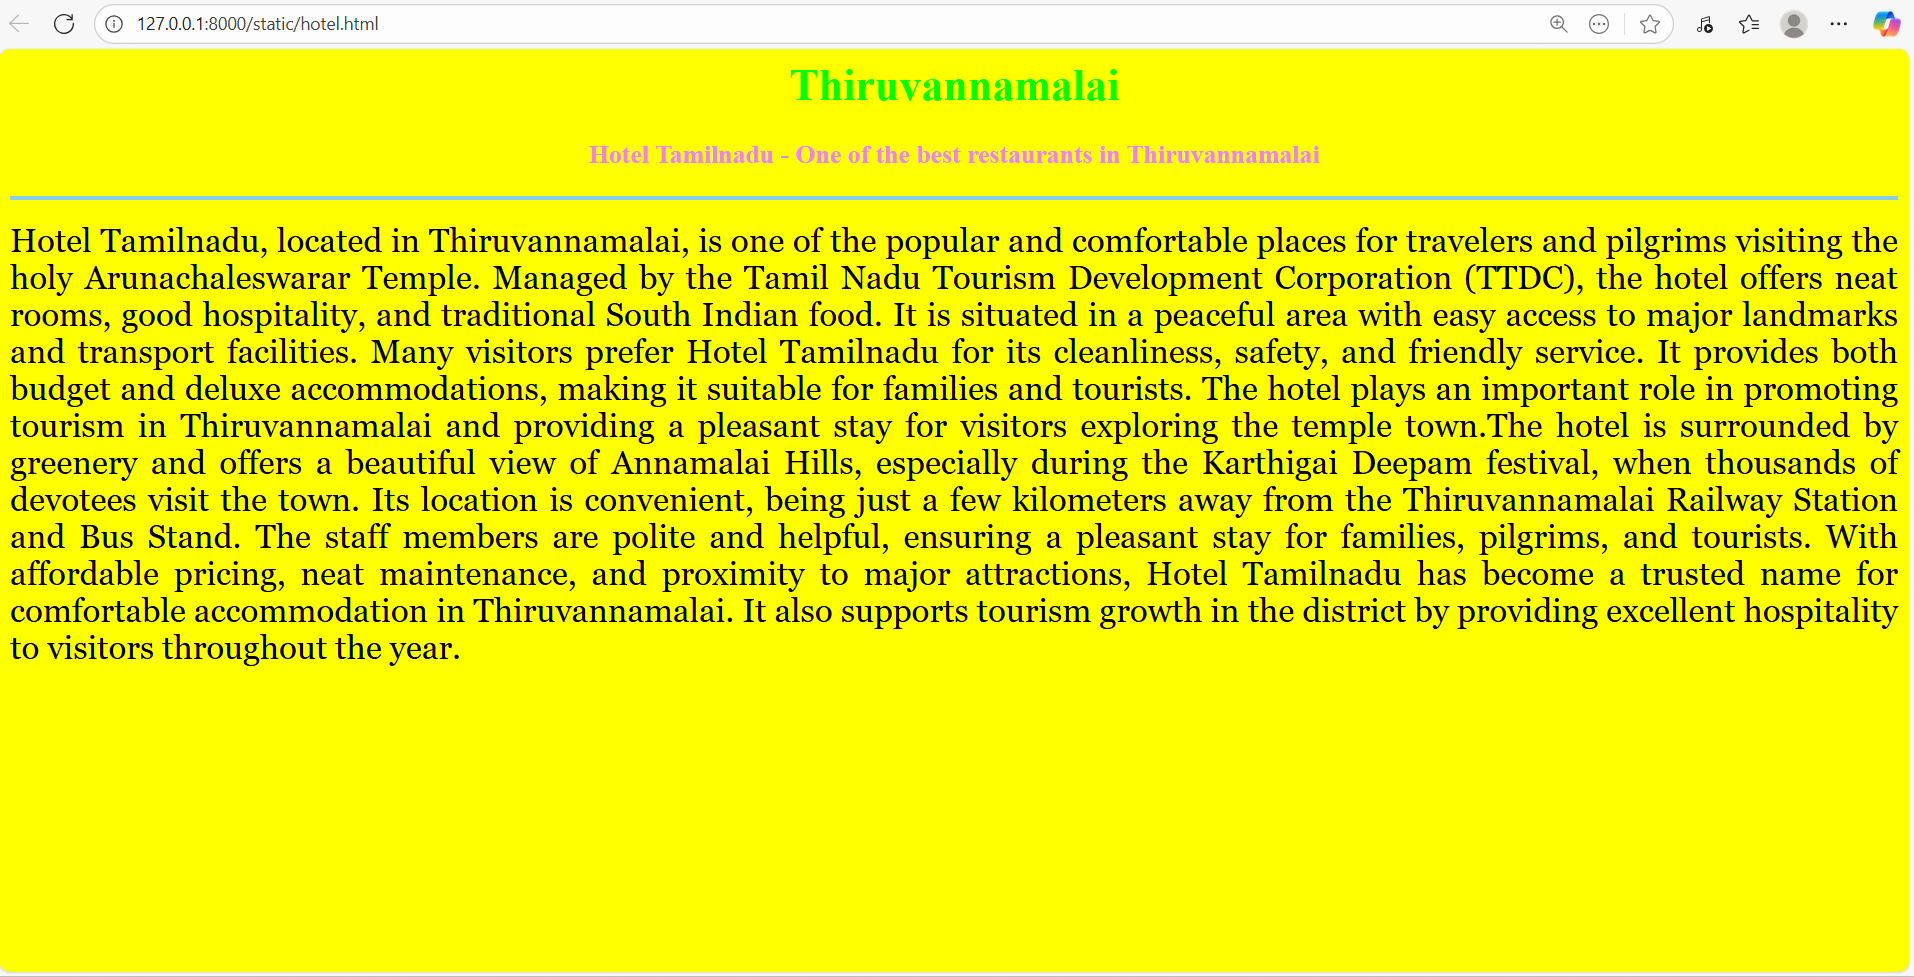 127.0.0.1:8000/static/hotel.html
Thiruvannamalai
Hotel Tamilnadu - One of the best restaurants in Thiruvannamalai
Hotel Tamilnadu, located in Thiruvannamalai, is one of the popular and comfortable places for travelers and pilgrims visiting the
holy Arunachaleswarar Temple. Managed by the Tamil Nadu Tourism Development Corporation (TTDC), the hotel offers neat
rooms, good hospitality, and traditional South Indian food. It is situated in a peaceful area with easy access to major landmarks
and transport facilities. Many visitors prefer Hotel Tamilnadu for its cleanliness, safety, and friendly service. It provides both
budget and deluxe accommodations, making it suitable for families and tourists. The hotel plays an important role in promoting
tourism in Thiruvannamalai and providing a pleasant stay for visitors exploring the temple town.The hotel is surrounded by
greenery and offers a beautiful view of Annamalai Hills, especially during the Karthigai Deepam festival, when thousands of
devotees visit the town. Its location is convenient, being just a few kilometers away from the Thiruvannamalai Railway Station
and Bus Stand. The staff members are polite and helpful, ensuring a pleasant stay for families, pilgrims, and tourists. With
affordable pricing, neat maintenance, and proximity to major attractions, Hotel Tamilnadu has become a trusted name for
comfortable accommodation in Thiruvannamalai. It also supports tourism growth in the district by providing excellent hospitality
to visitors throughout the year.